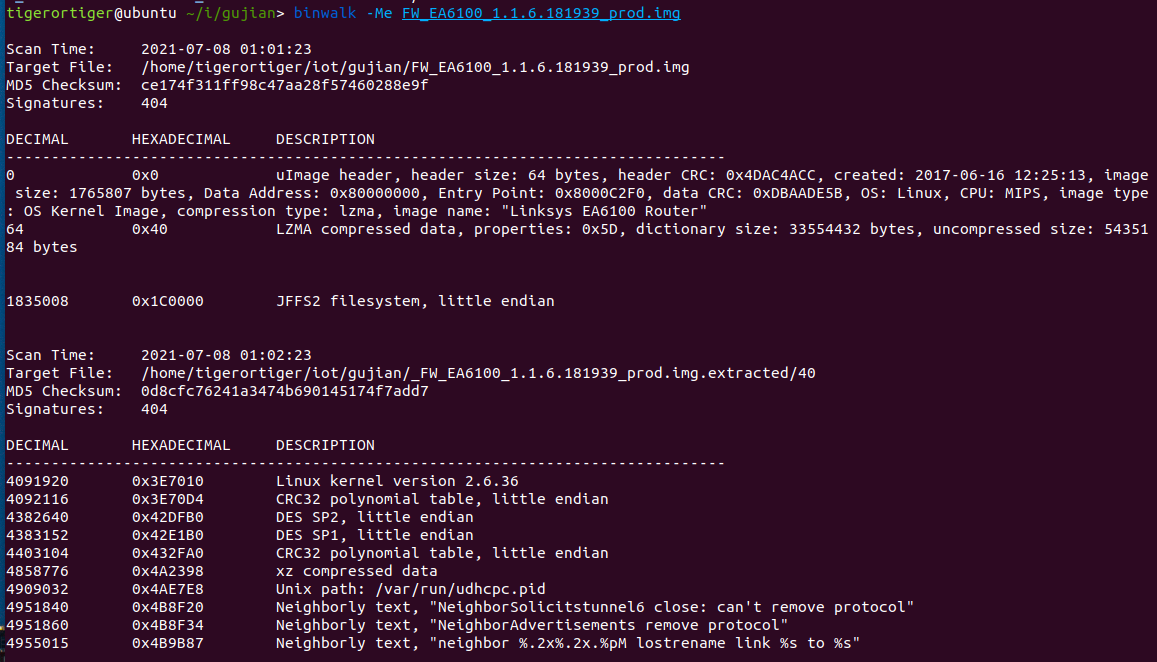 tigerortiger@ubuntu ~/i/gujian> binwalk -Me FW_EA6100_1.1.6.181939_prod.img
Scan Time:     2021-07-08 01:01:23
Target File:   /home/tigerortiger/iot/gujian/FW_EA6100_1.1.6.181939_prod.img
MD5 Checksum:  ce174f311ff98c47aa28f57460288e9f
Signatures:    404
DECIMAL       HEXADECIMAL     DESCRIPTION
--------------------------------------------------------------------------------
0             0x0             uImage header, header size: 64 bytes, header CRC: 0x4DAC4ACC, created: 2017-06-16 12:25:13, image
 size: 1765807 bytes, Data Address: 0x80000000, Entry Point: 0x8000C2F0, data CRC: 0xDBAADE5B, OS: Linux, CPU: MIPS, image type
: OS Kernel Image, compression type: lzma, image name: "Linksys EA6100 Router"
64            0x40            LZMA compressed data, properties: 0x5D, dictionary size: 33554432 bytes, uncompressed size: 54351
84 bytes
1835008       0x1C0000        JFFS2 filesystem, little endian
Scan Time:     2021-07-08 01:02:23
Target File:   /home/tigerortiger/iot/gujian/_FW_EA6100_1.1.6.181939_prod.img.extracted/40
MD5 Checksum:  0d8cfc76241a3474b690145174f7add7
Signatures:    404
DECIMAL       HEXADECIMAL     DESCRIPTION
--------------------------------------------------------------------------------
4091920       0x3E7010        Linux kernel version 2.6.36
4092116       0x3E70D4        CRC32 polynomial table, little endian
4382640       0x42DFB0        DES SP2, little endian
4383152       0x42E1B0        DES SP1, little endian
4403104       0x432FA0        CRC32 polynomial table, little endian
4858776       0x4A2398        xz compressed data
4909032       0x4AE7E8        Unix path: /var/run/udhcpc.pid
4951840       0x4B8F20        Neighborly text, "NeighborSolicitstunnel6 close: can't remove protocol"
4951860       0x4B8F34        Neighborly text, "NeighborAdvertisements remove protocol"
4955015       0x4B9B87        Neighborly text, "neighbor %.2x%.2x.%pM lostrename link %s to %s"